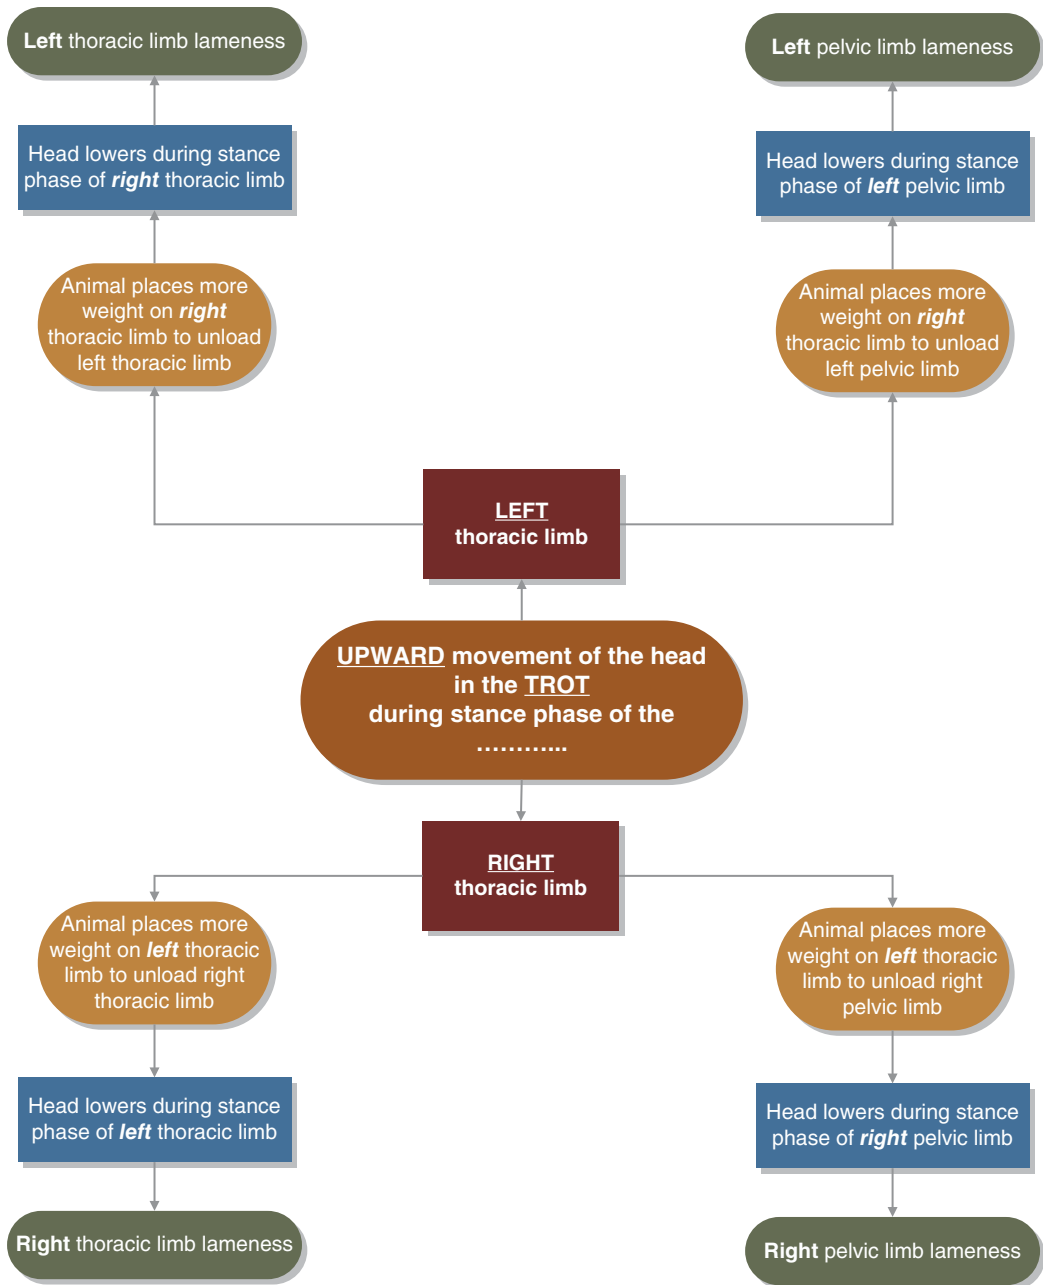 Left thoracic limb lameness
Head lowers during stance
phase of right thoracic limb
Animal places more
weight on right
thoracic limb to unload
left thoracic limb
Left pelvic limb lameness
Head lowers during stance
phase of left pelvic limb
Animal places more
weight on right
thoracic limb to unload
left pelvic limb
LEFT
thoracic limb
UPWARD movement of the head
in the TROT
during stance phase of the
………...
RIGHT
thoracic limb
Animal places more
weight on left thoracic
limb to unload right
thoracic limb
Head lowers during stance
phase of left thoracic limb
Right thoracic limb lameness
Animal places more
weight on left thoracic
limb to unload right
pelvic limb
Head lowers during stance
phase of right pelvic limb
Right pelvic limb lameness